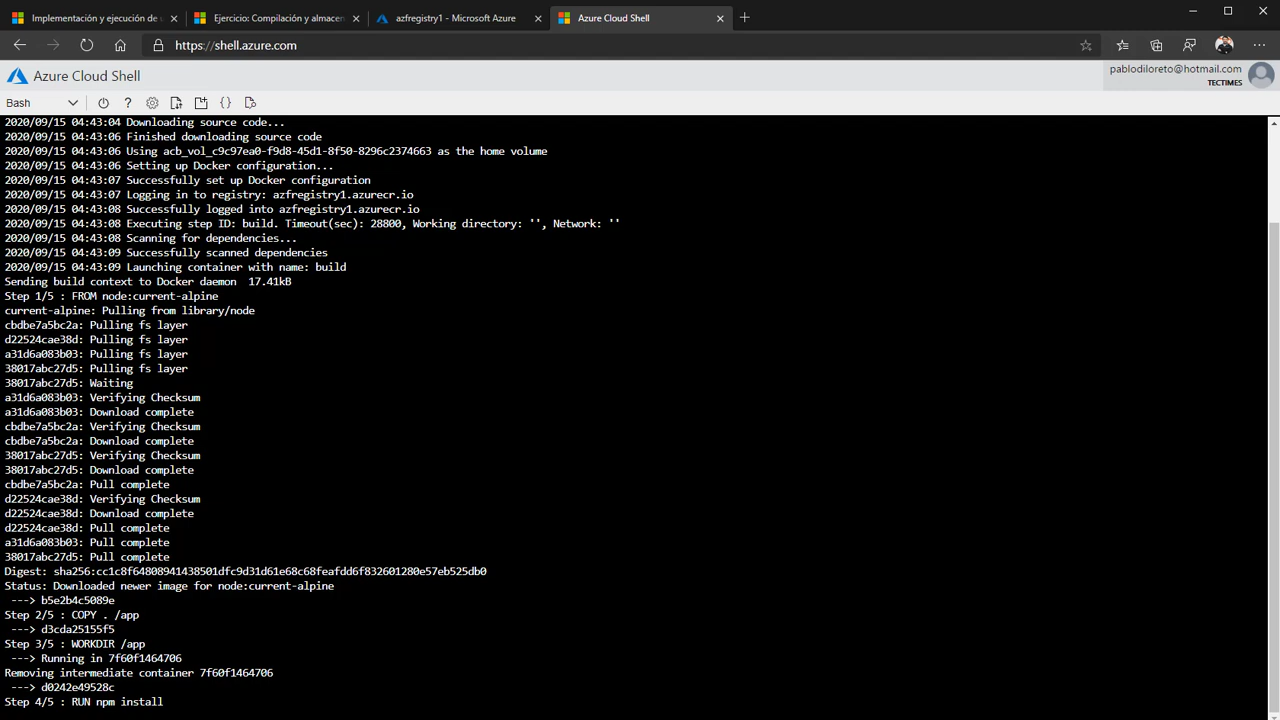 Implementación y ejecución de
Ejercicio: Compilación y almacen
azfregistry1 - Microsoft Azure
Azure Cloud Shell
https://shell.azure.com
Azure Cloud Shell
pablodiloreto@hotmail.com
TECTIMES
Bash
2020/09/15 04:43:04 Downloading source code...
2020/09/15 04:43:06 Finished downloading source code
2020/09/15 04:43:06 Using acb_vol_c9c97ea0-f9d8-45d1-8f50-8296c2374663 as the home volume
2020/09/15 04:43:06 Setting up Docker configuration...
2020/09/15 04:43:07 Successfully set up Docker configuration
2020/09/15 04:43:07 Logging in to registry: azfregistry1.azurecr.io
2020/09/15 04:43:08 Successfully logged into azfregistry1.azurecr.io
2020/09/15 04:43:08 Executing step ID: build. Timeout(sec): 28800, Working directory: '', Network: ''
2020/09/15 04:43:08 Scanning for dependencies...
2020/09/15 04:43:09 Successfully scanned dependencies
2020/09/15 04:43:09 Launching container with name: build
Sending build context to Docker daemon  17.41kB
Step 1/5 : FROM node:current-alpine
current-alpine: Pulling from library/node
cbdbe7a5bc2a: Pulling fs layer
d22524cae38d: Pulling fs layer
a31d6a083b03: Pulling fs layer
38017abc27d5: Pulling fs layer
38017abc27d5: Waiting
a31d6a083b03: Verifying Checksum
a31d6a083b03: Download complete
cbdbe7a5bc2a: Verifying Checksum
cbdbe7a5bc2a: Download complete
38017abc27d5: Verifying Checksum
38017abc27d5: Download complete
cbdbe7a5bc2a: Pull complete
d22524cae38d: Verifying Checksum
d22524cae38d: Download complete
d22524cae38d: Pull complete
a31d6a083b03: Pull complete
38017abc27d5: Pull complete
Digest: sha256:cc1c8f64808941438501dfc9d31d61e68c68feafdd6f832601280e57eb525db0
Status: Downloaded newer image for node:current-alpine
---> b5e2b4c5089e
Step 2/5 : COPY . /app
---> d3cda25155f5
Step 3/5 : WORKDIR /app
---> Running in 7f60f1464706
Removing intermediate container 7f60f1464706
---> d0242e49528c
Step 4/5 : RUN npm install